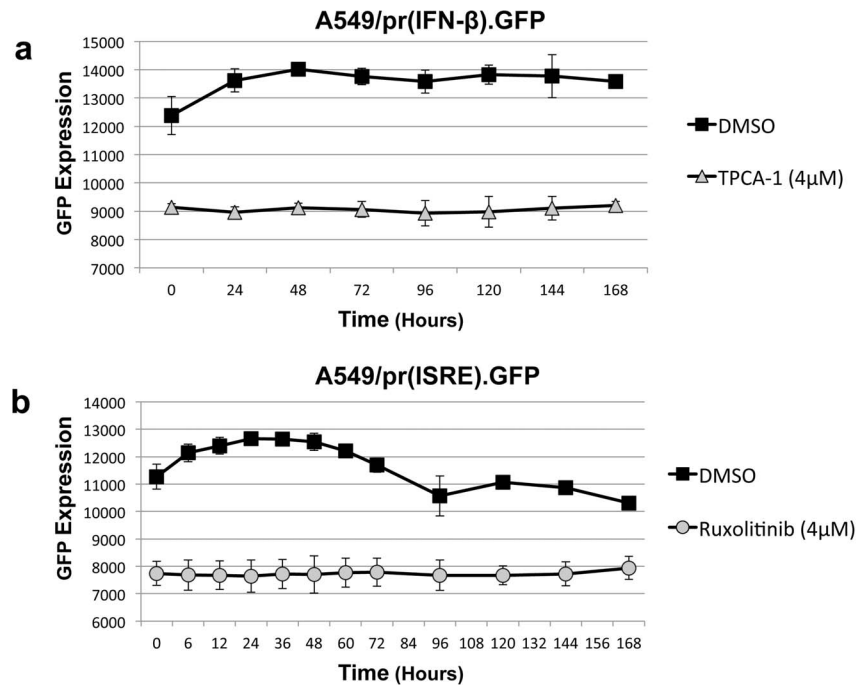 A549/pr(IFN-β).GFP
a
15000
14000
13000
12000
11000
10000
9000
8000
7000
GFP Expression
0 24 48 72 96 120 144 168
Time (Hours)
DMSO
TPCA-1 (4μM)
A549/pr(ISRE).GFP
b
14000
13000
12000
11000
10000
9000
8000
7000
6000
GFP Expression
0 6 12 24 36 48 60 72 84 96 108 120 132 144 156 168
Time (Hours)
DMSO
Ruxolitinib (4μM)